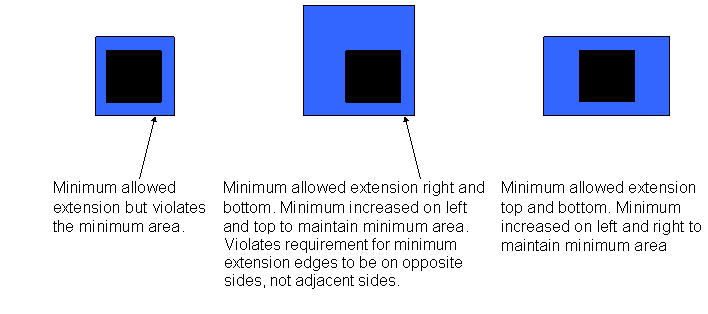 Minimum allowed
extension but violates
the minimum area.
Minimum allowed extension right and
bottom. Minimum increased on left
and top to maintain minimum area.
Violates requirement for minimum
extension edges to be on opposite
sides, not adjacent sides.
Minimum allowed extension
top and bottom. Minimum
increased on left and right to
maintain minimum area